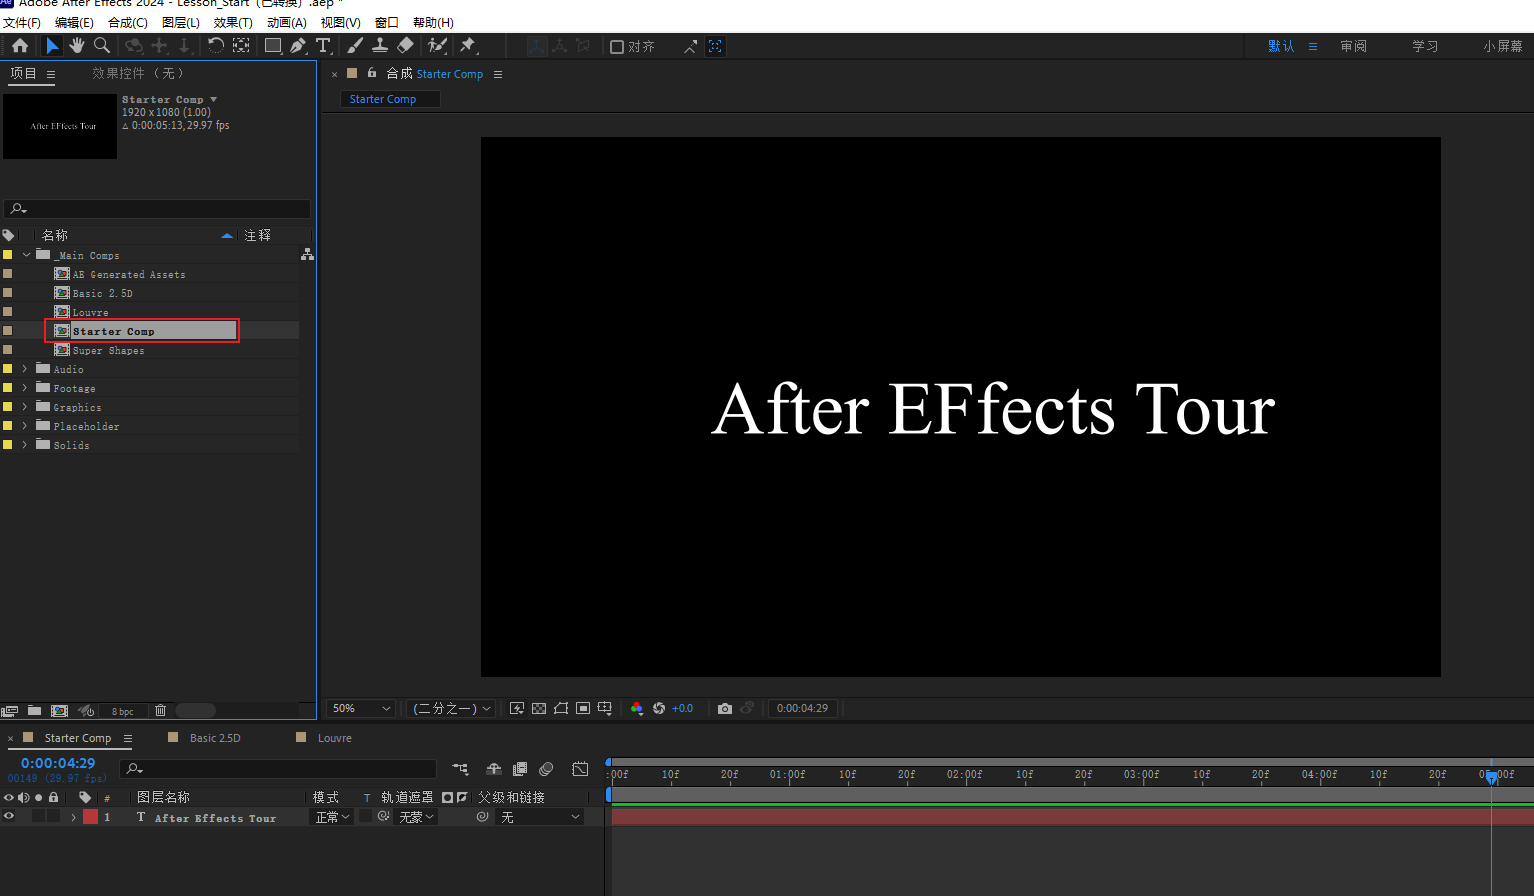 Adobe After Effects 2024 - Lesson_Start（已转换）.aep *
文件(F) 编辑(E) 合成(C) 图层(L) 效果(T) 动画(A) 视图(V) 窗口 帮助(H)
对齐 默认 审阅 学习 小屏幕
项目 效果控件（无）
合成 Starter Comp
Starter Comp
Starter Comp
1920 x 1080 (1.00)
△ 0:00:05:13, 29.97 fps
After EFfects Tour
名称 注释
_Main Comps
AE Generated Assets
Basic 2.5D
Louvre
Starter Comp
Super Shapes
Audio
Footage
Graphics
Placeholder
Solids
After EFfects Tour
8 bpc
50% (二分之一) +0.0 0:00:04:29
Starter Comp Basic 2.5D Louvre
0:00:04:29
00149 (29.97 fps)
:00f 10f 20f 01:00f 10f 20f 02:00f 10f 20f 03:00f 10f 20f 04:00f 10f 20f 05:00f
# 图层名称 模式 T 轨道遮罩 父级和链接
1 T After Effects Tour 正常 无蒙 无